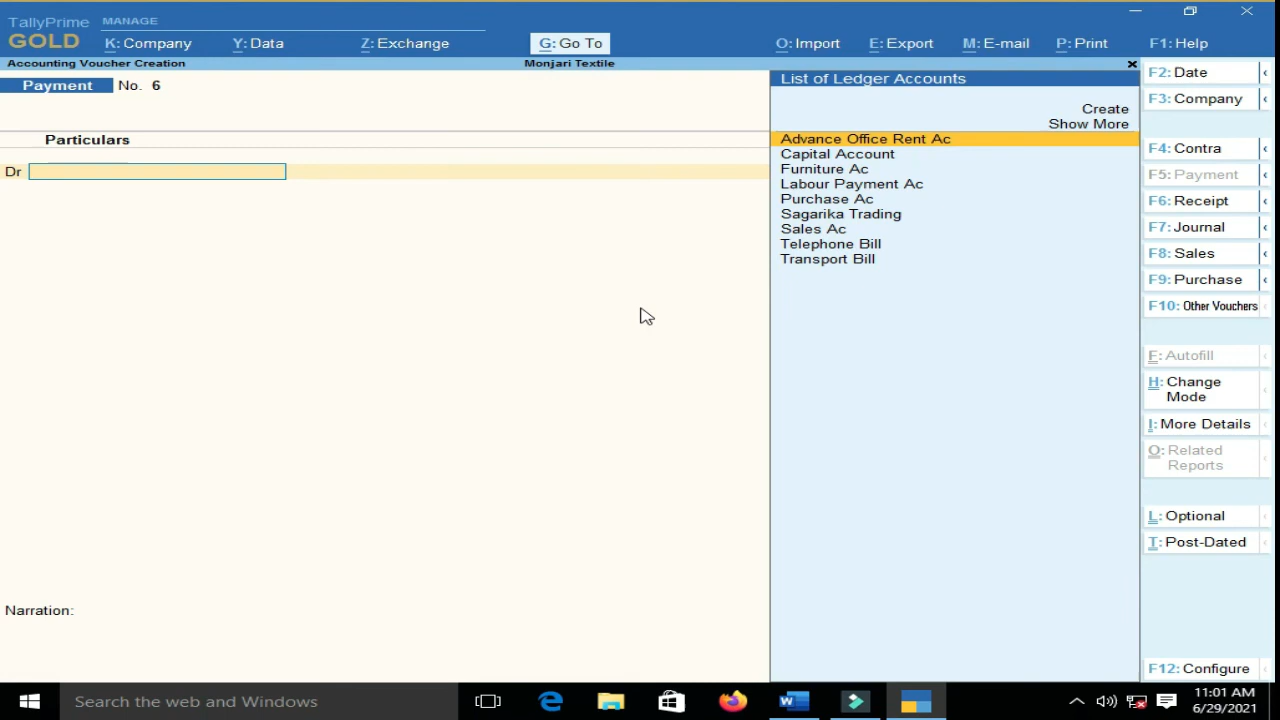 TallyPrime MANAGE
GOLD K: Company Y: Data Z: Exchange G: Go To O: Import E: Export M: E-mail P: Print F1: Help
Accounting Voucher Creation Monjari Textile
Payment No. 6
Particulars
Dr
Narration:
List of Ledger Accounts
Create
Show More
Advance Office Rent Ac
Capital Account
Furniture Ac
Labour Payment Ac
Purchase Ac
Sagarika Trading
Sales Ac
Telephone Bill
Transport Bill
F2: Date
F3: Company
F4: Contra
F5: Payment
F6: Receipt
F7: Journal
F8: Sales
F9: Purchase
F10: Other Vouchers
F: Autofill
H: Change
Mode
I: More Details
O: Related
Reports
L: Optional
T: Post-Dated
F12: Configure
Search the web and Windows
11:01 AM
6/29/2021